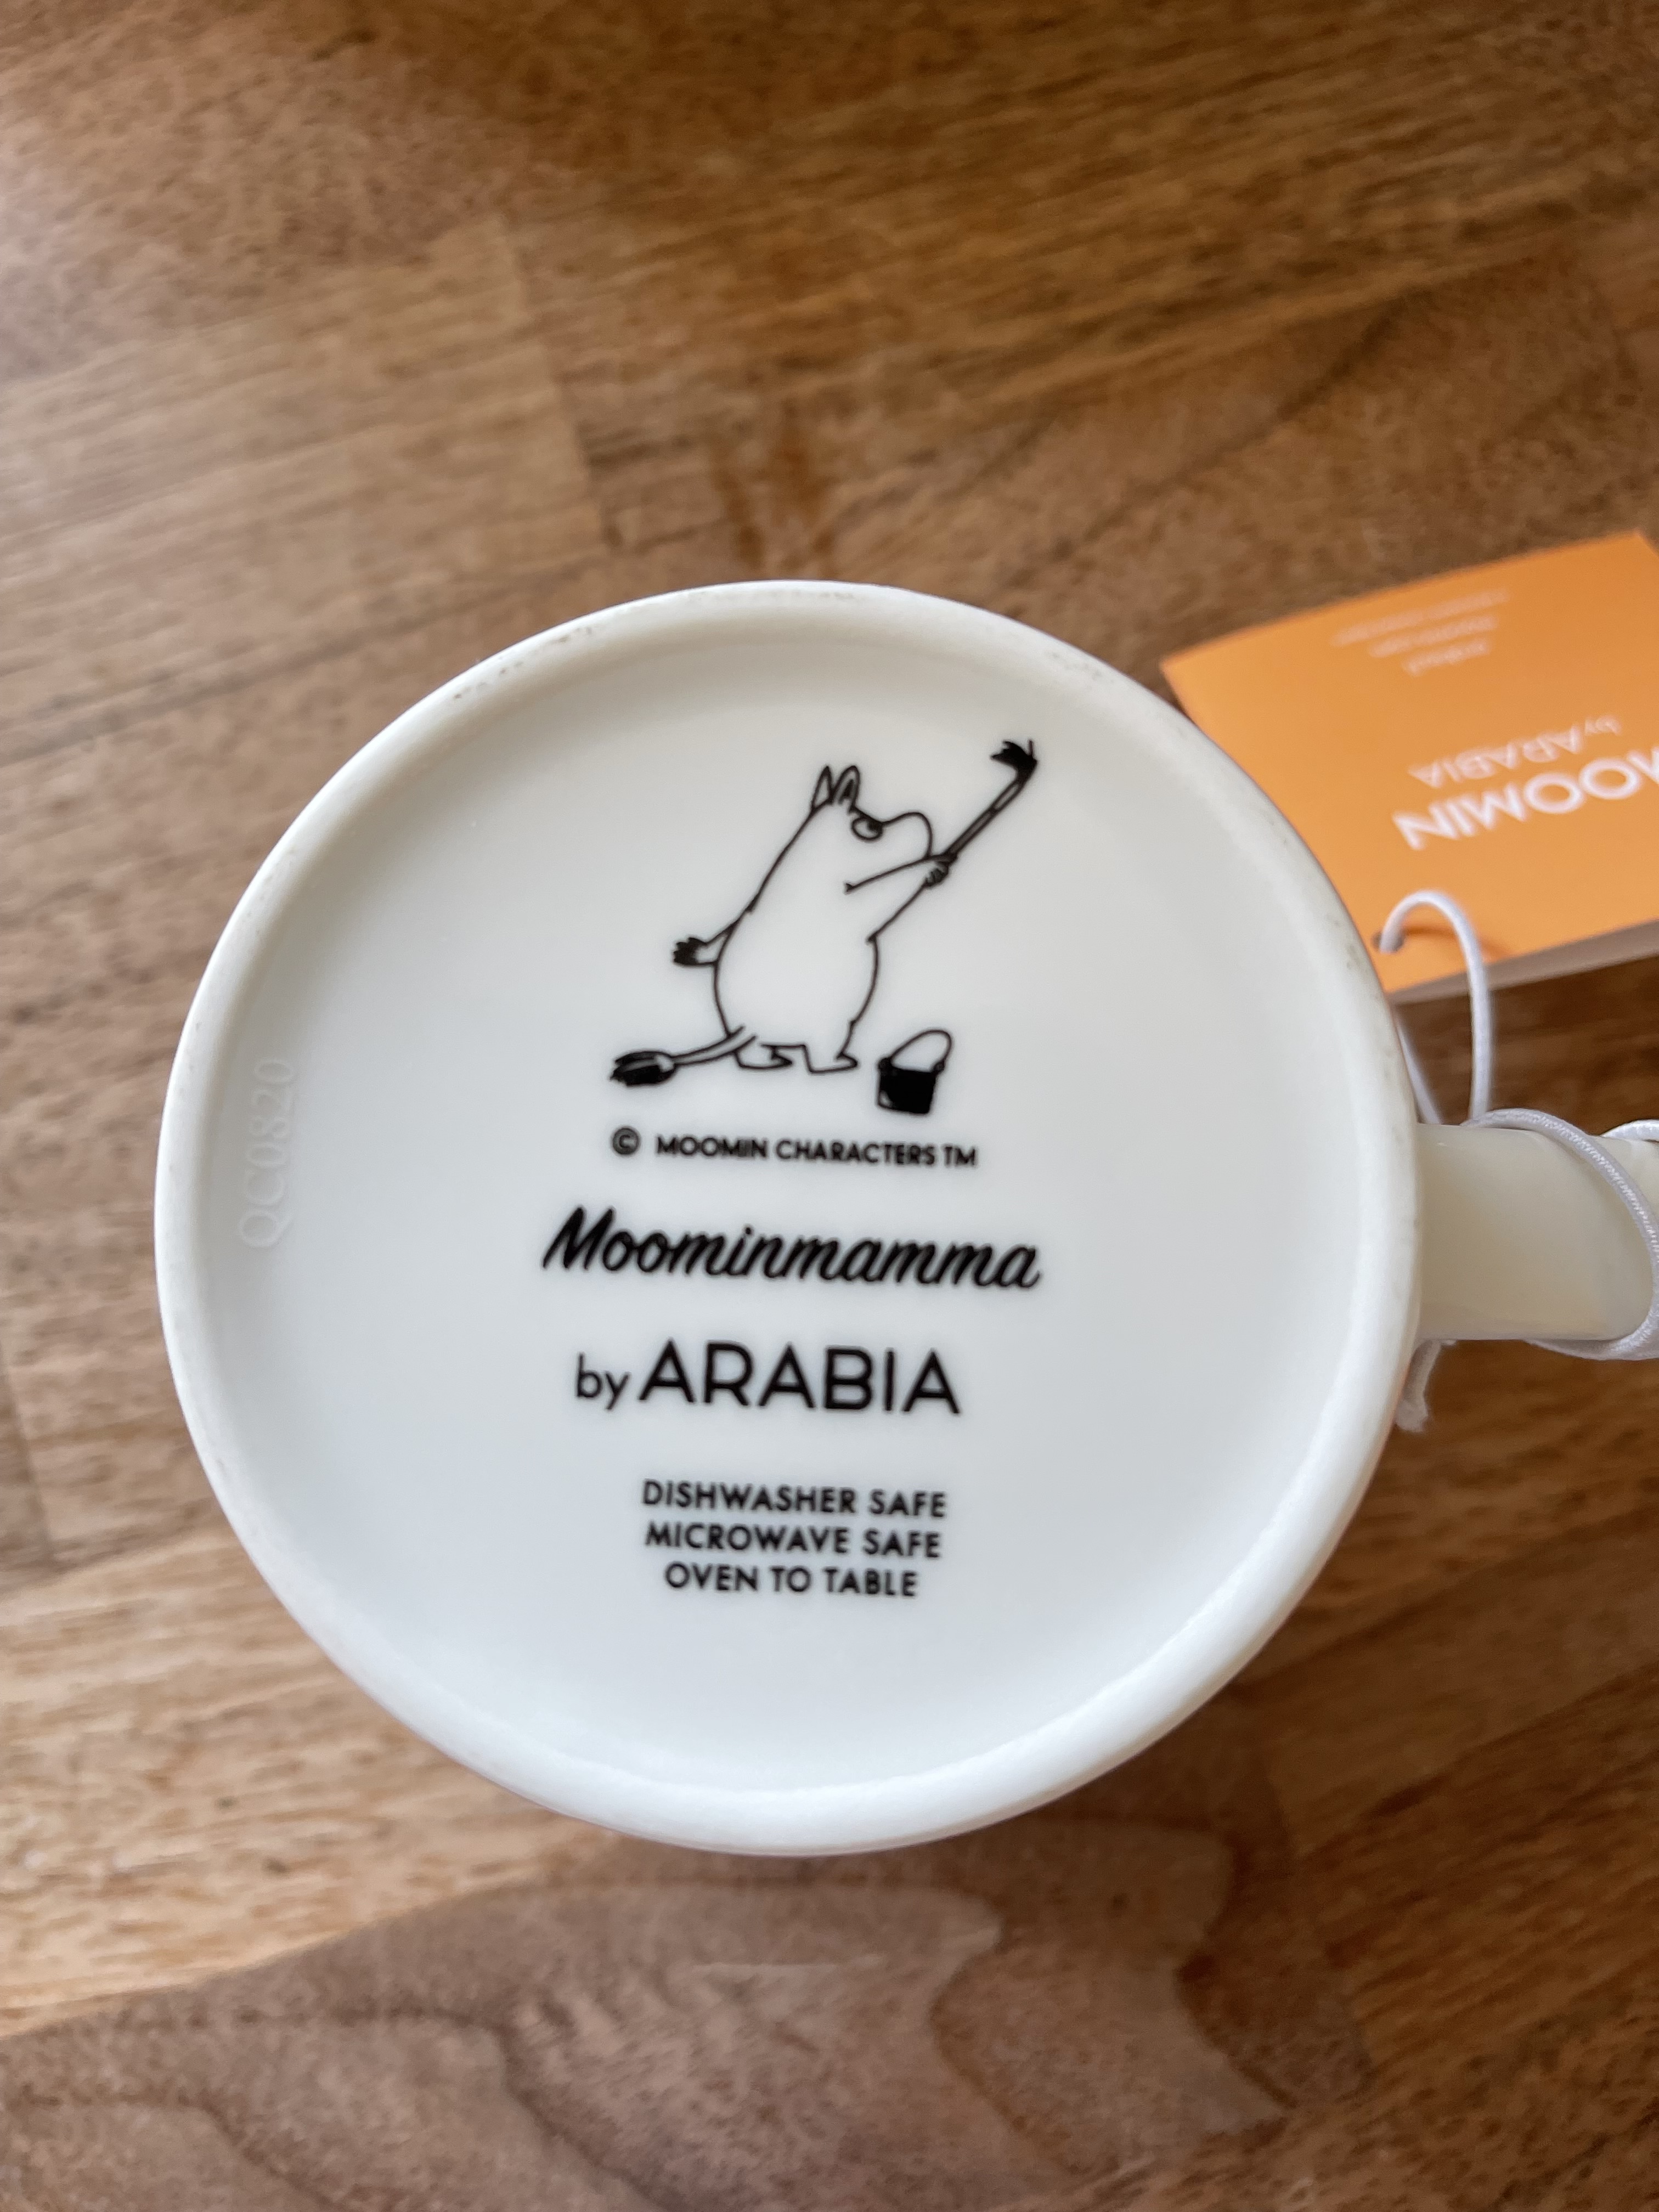 © MOOMIN CHARACTERS TM
Moominmamma
by ARABIA
DISHWASHER SAFE
MICROWAVE SAFE
OVEN TO TABLE
QC0820
MOOMIN
by ARABIA